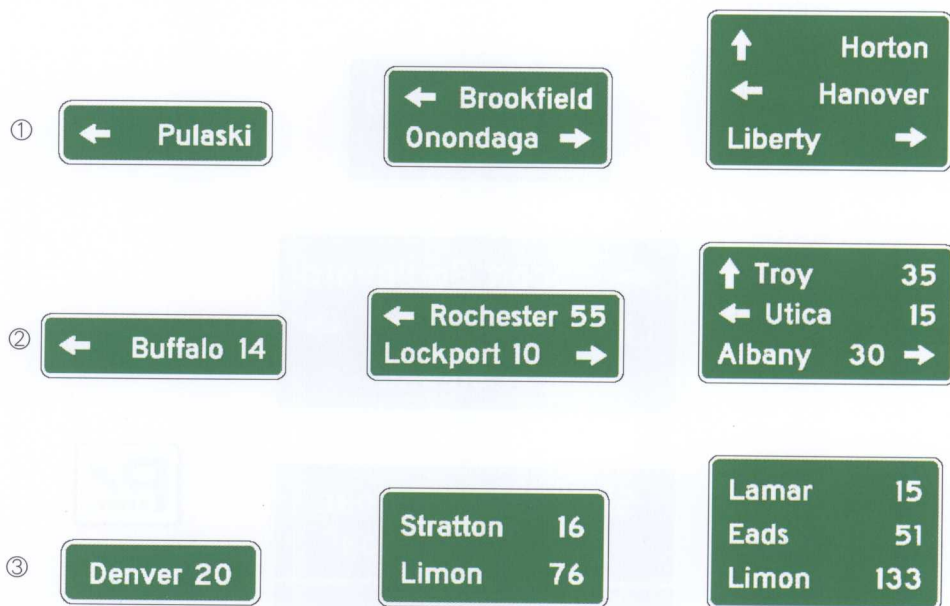 ①
← Pulaski
← Brookfield
Onondaga →
↑ Horton
← Hanover
Liberty →
②
← Buffalo 14
← Rochester 55
Lockport 10 →
↑ Troy 35
← Utica 15
Albany 30 →
③
Denver 20
Stratton 16
Limon 76
Lamar 15
Eads 51
Limon 133